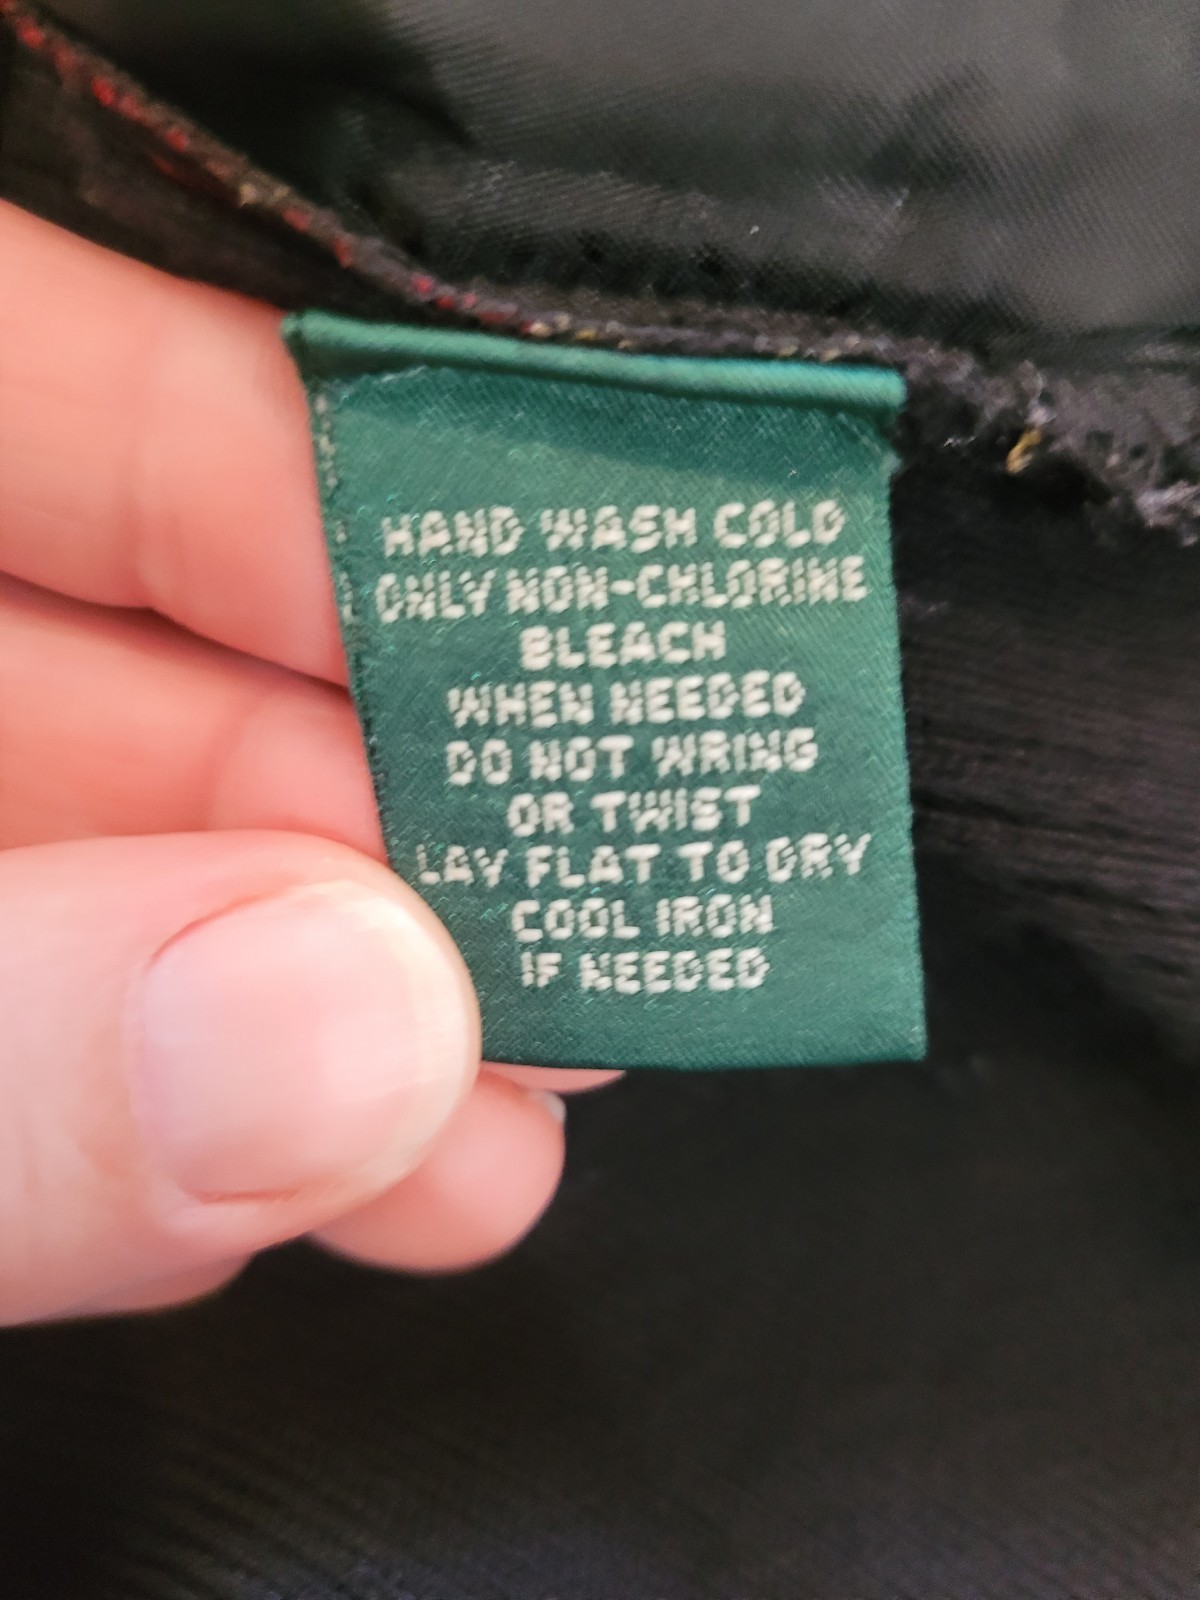 HAND WASH COLD
ONLY NON-CHLORINE
BLEACH
WHEN NEEDED
DO NOT WRING
OR TWIST
LAY FLAT TO DRY
COOL IRON
IF NEEDED